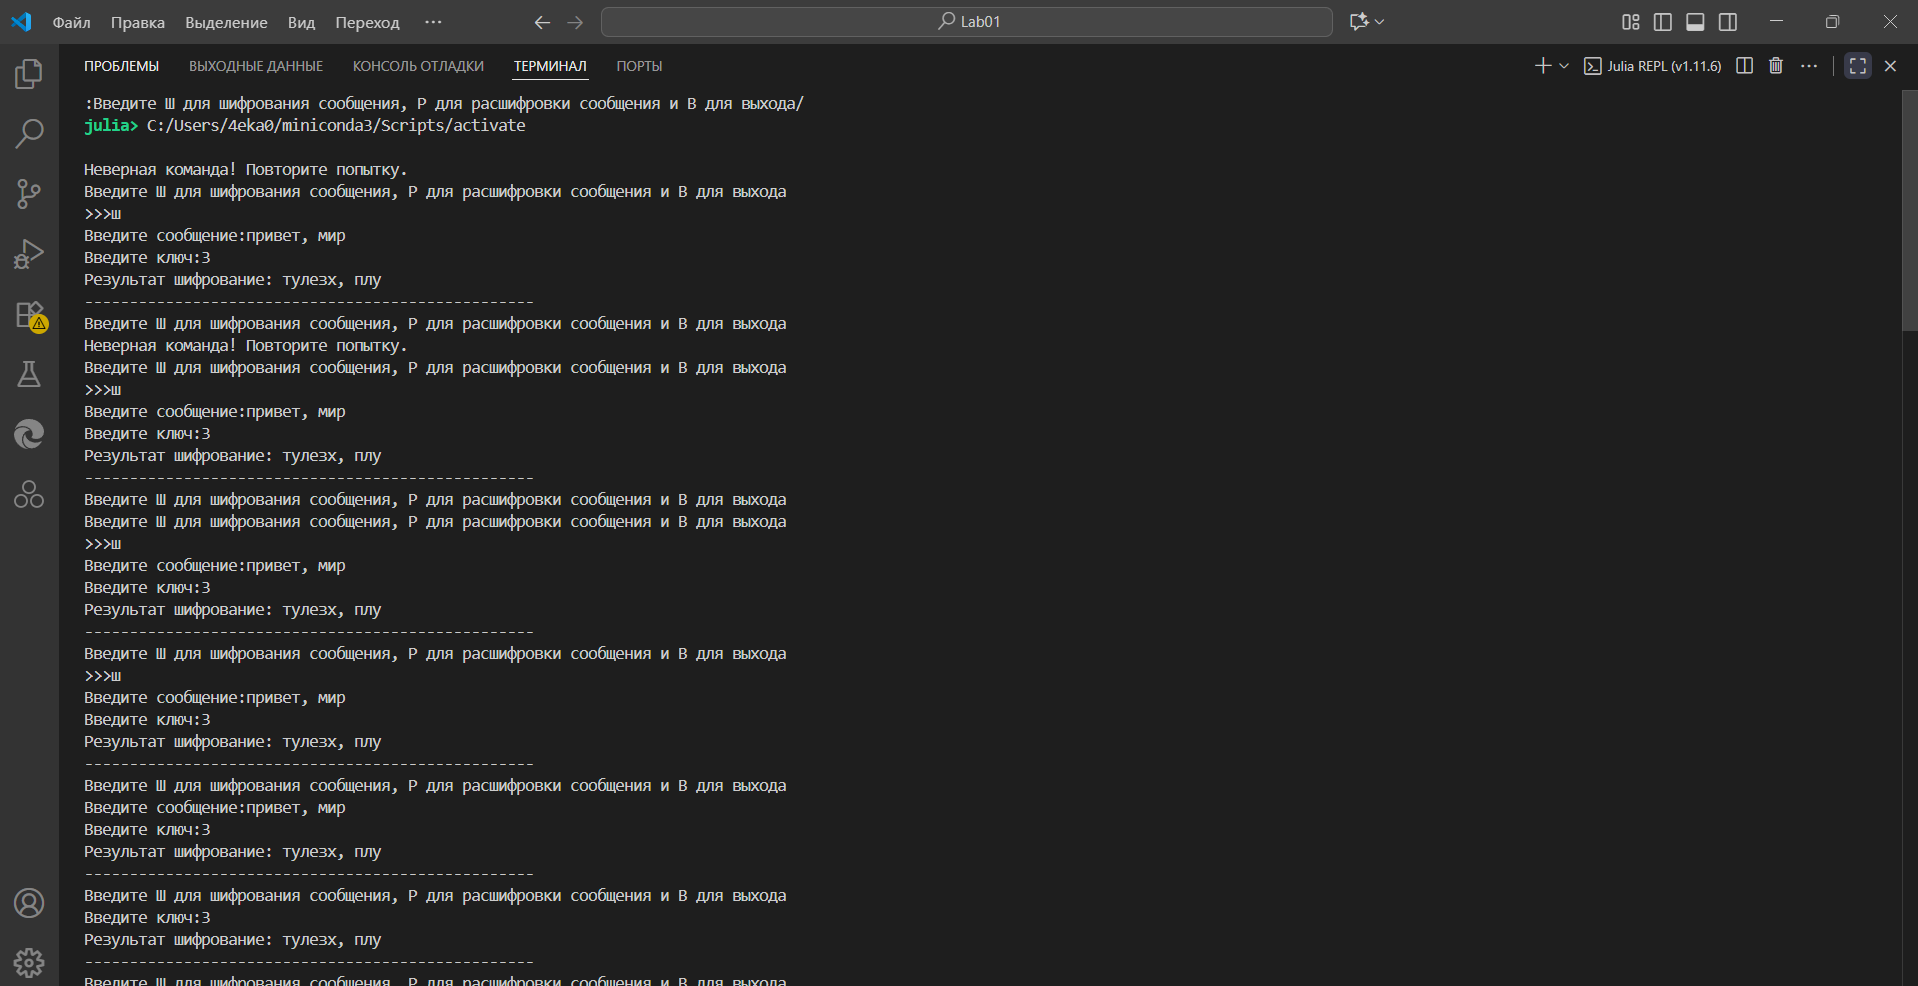 Файл Правка Выделение Вид Переход ··· Lab01
ПРОБЛЕМЫ ВЫХОДНЫЕ ДАННЫЕ КОНСОЛЬ ОТЛАДКИ ТЕРМИНАЛ ПОРТЫ Julia REPL (v1.11.6)
:Введите Ш для шифрования сообщения, Р для расшифровки сообщения и В для выхода/
julia> C:/Users/4eka0/miniconda3/Scripts/activate
Неверная команда! Повторите попытку.
Введите Ш для шифрования сообщения, Р для расшифровки сообщения и В для выхода
>>>ш
Введите сообщение:привет, мир
Введите ключ:3
Результат шифрование: тулезх, плу
--------------------------------------------------
Введите Ш для шифрования сообщения, Р для расшифровки сообщения и В для выхода
Неверная команда! Повторите попытку.
Введите Ш для шифрования сообщения, Р для расшифровки сообщения и В для выхода
>>>ш
Введите сообщение:привет, мир
Введите ключ:3
Результат шифрование: тулезх, плу
--------------------------------------------------
Введите Ш для шифрования сообщения, Р для расшифровки сообщения и В для выхода
Введите Ш для шифрования сообщения, Р для расшифровки сообщения и В для выхода
>>>ш
Введите сообщение:привет, мир
Введите ключ:3
Результат шифрование: тулезх, плу
--------------------------------------------------
Введите Ш для шифрования сообщения, Р для расшифровки сообщения и В для выхода
>>>ш
Введите сообщение:привет, мир
Введите ключ:3
Результат шифрование: тулезх, плу
--------------------------------------------------
Введите Ш для шифрования сообщения, Р для расшифровки сообщения и В для выхода
Введите сообщение:привет, мир
Введите ключ:3
Результат шифрование: тулезх, плу
--------------------------------------------------
Введите Ш для шифрования сообщения, Р для расшифровки сообщения и В для выхода
Введите ключ:3
Результат шифрование: тулезх, плу
--------------------------------------------------
Введите Ш для шифрования сообщения, Р для расшифровки сообщения и В для выхода